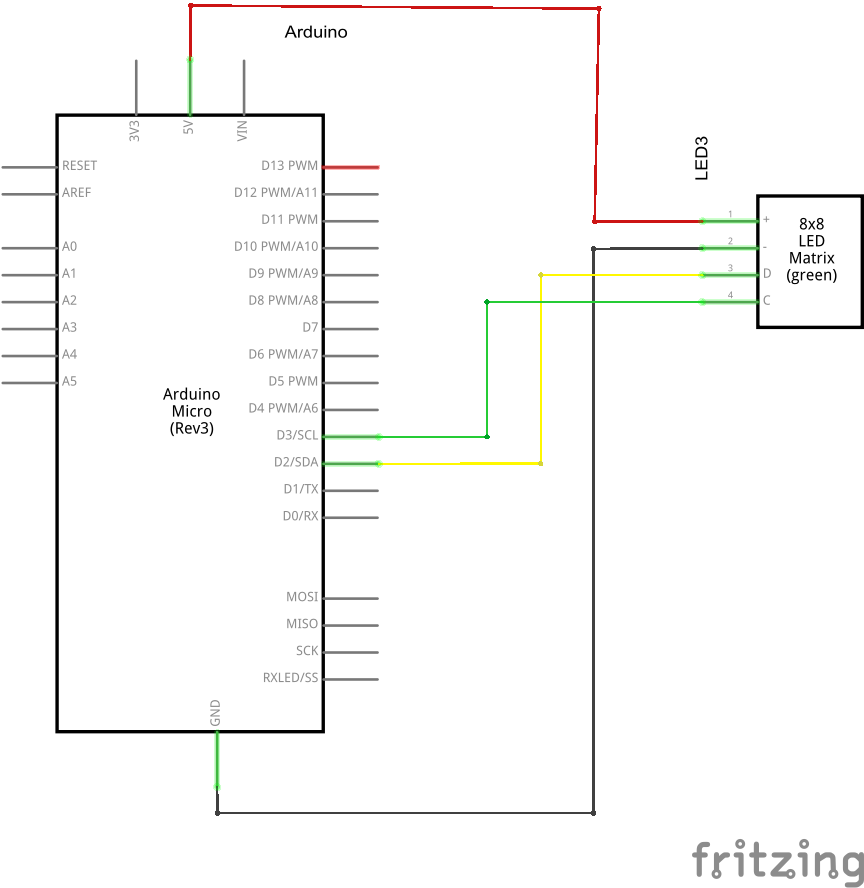 Arduino
3V3
5V
VIN
RESET
AREF
A0
A1
A2
A3
A4
A5
D13 PWM
D12 PWM/A11
D11 PWM
D10 PWM/A10
D9 PWM/A9
D8 PWM/A8
D7
D6 PWM/A7
D5 PWM
D4 PWM/A6
D3/SCL
D2/SDA
D1/TX
D0/RX
MOSI
MISO
SCK
RXLED/SS
GND
Arduino
Micro
(Rev3)
LED3
1
2
3
4
+
-
D
C
8x8
LED
Matrix
(green)
fritzing